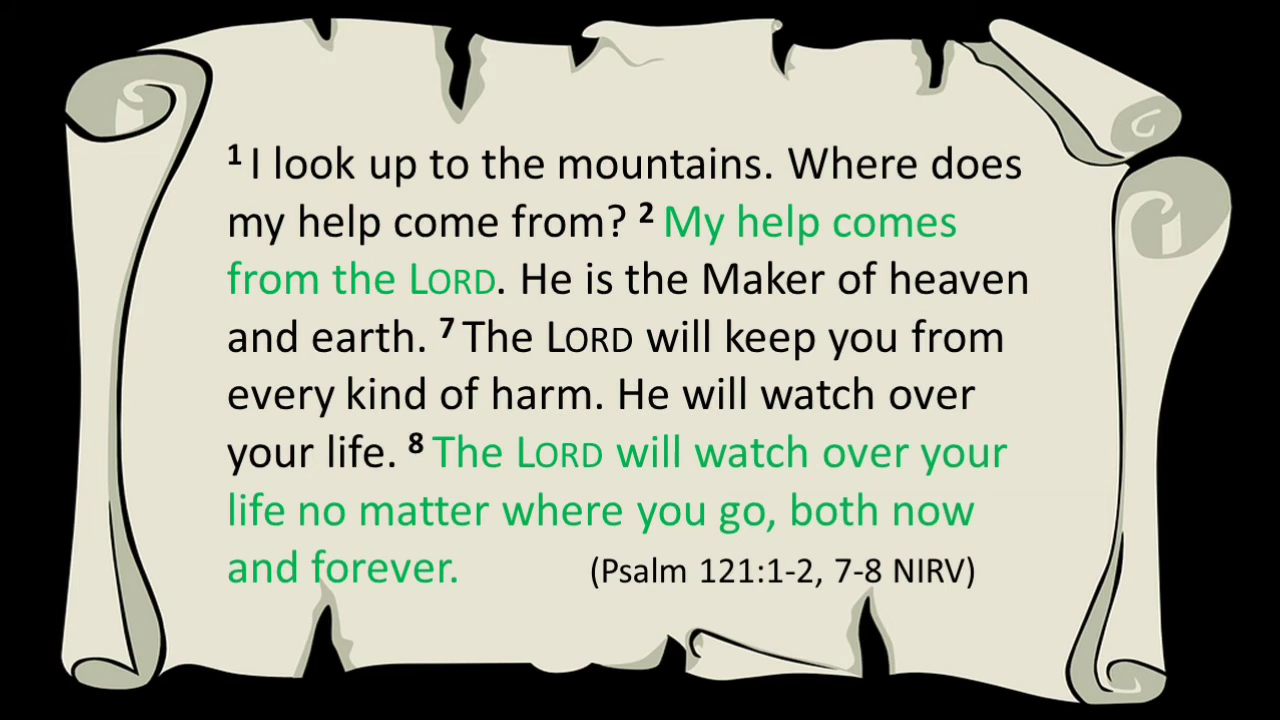 ¹ I look up to the mountains. Where does
my help come from? ² My help comes
from the LORD. He is the Maker of heaven
and earth. ⁷ The LORD will keep you from
every kind of harm. He will watch over
your life. ⁸ The LORD will watch over your
life no matter where you go, both now
and forever. (Psalm 121:1-2, 7-8 NIRV)